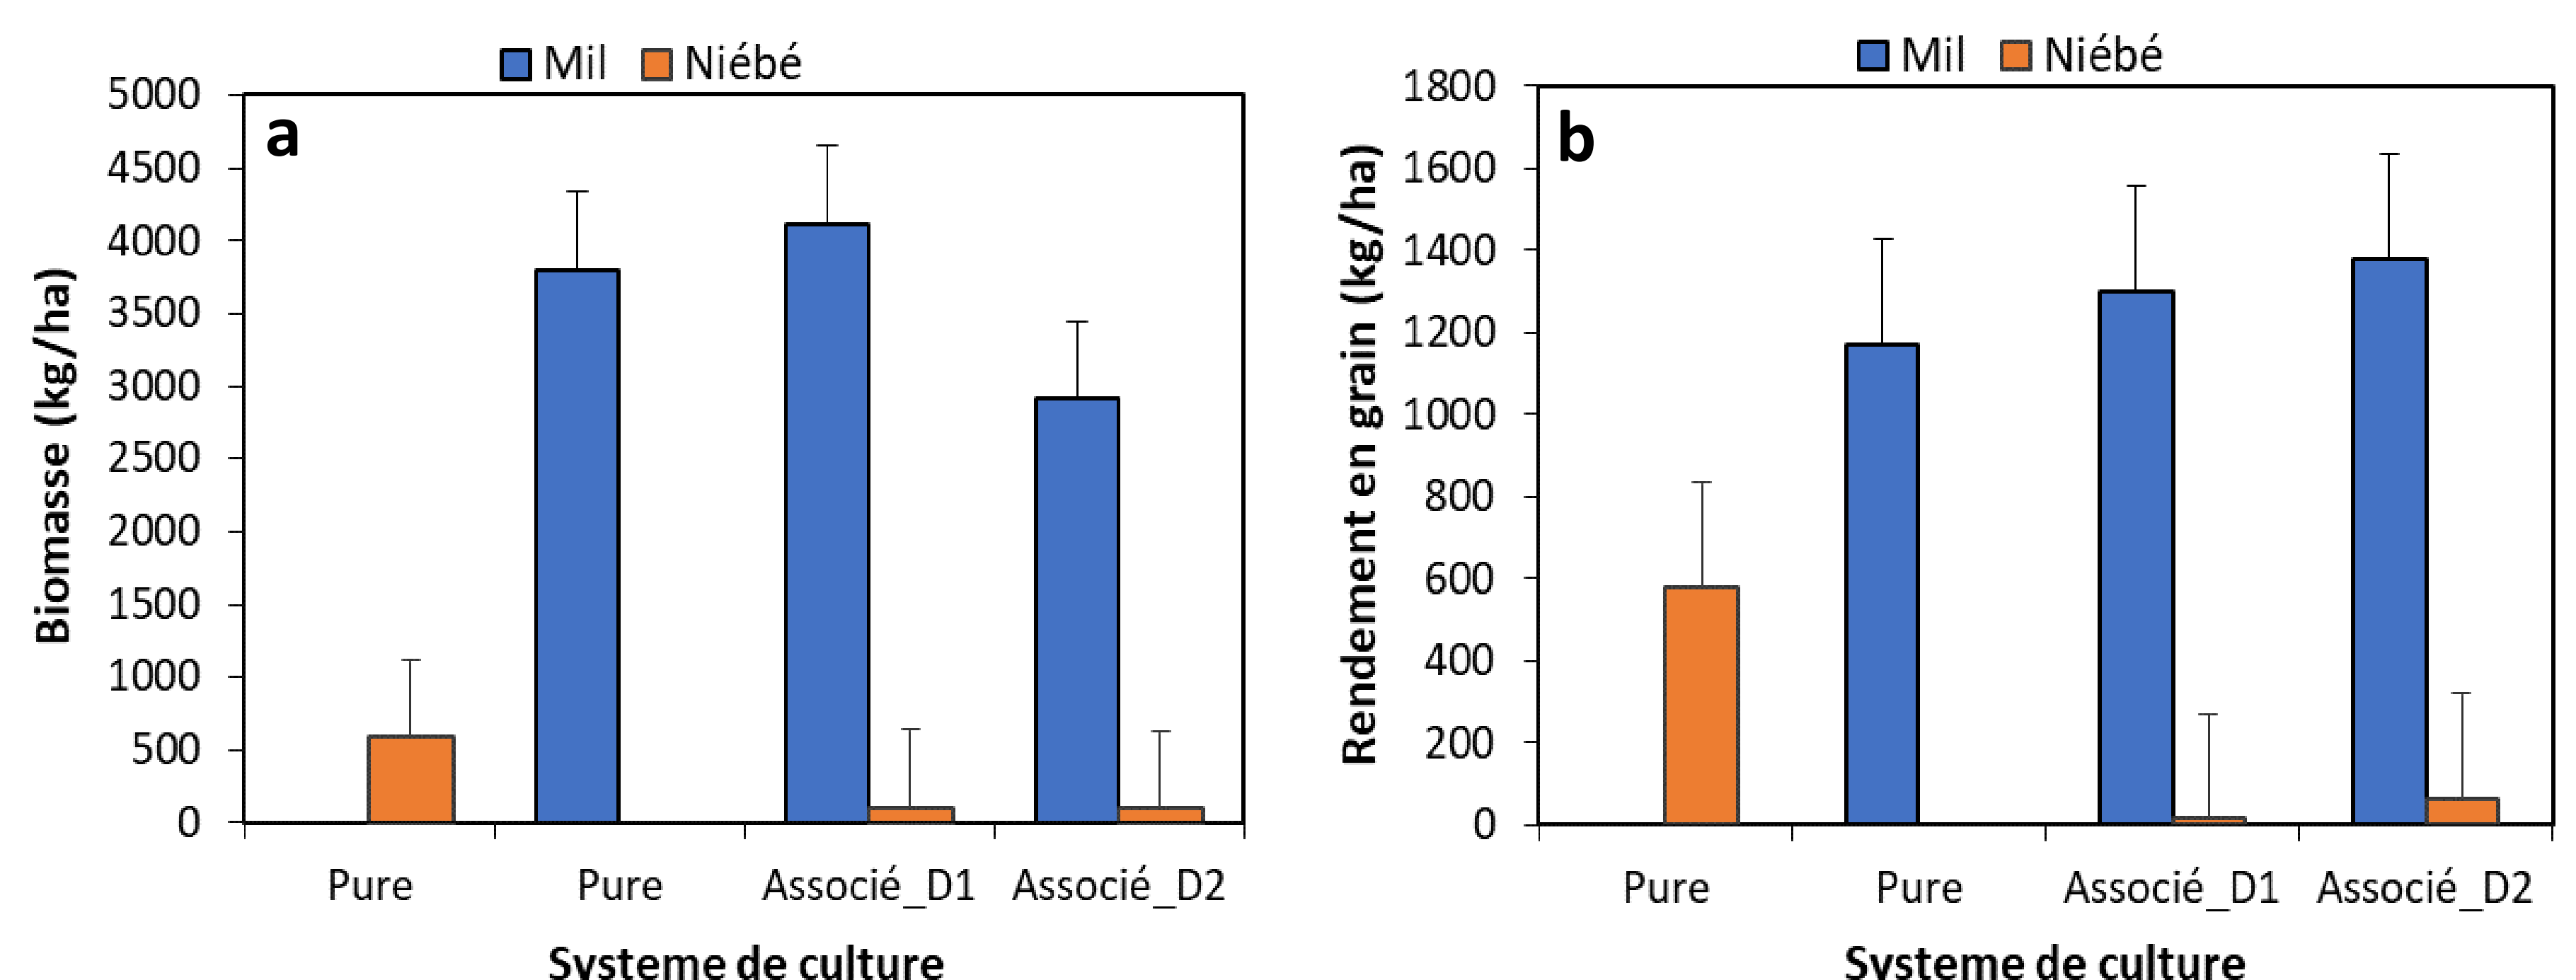 Mil Niébé
a
Biomasse (kg/ha)
5000
4500
4000
3500
3000
2500
2000
1500
1000
500
0
Pure Pure Associé_D1 Associé_D2
Systeme de culture
Mil Niébé
b
Rendement en grain (kg/ha)
1800
1600
1400
1200
1000
800
600
400
200
0
Pure Pure Associé_D1 Associé_D2
Systeme de culture